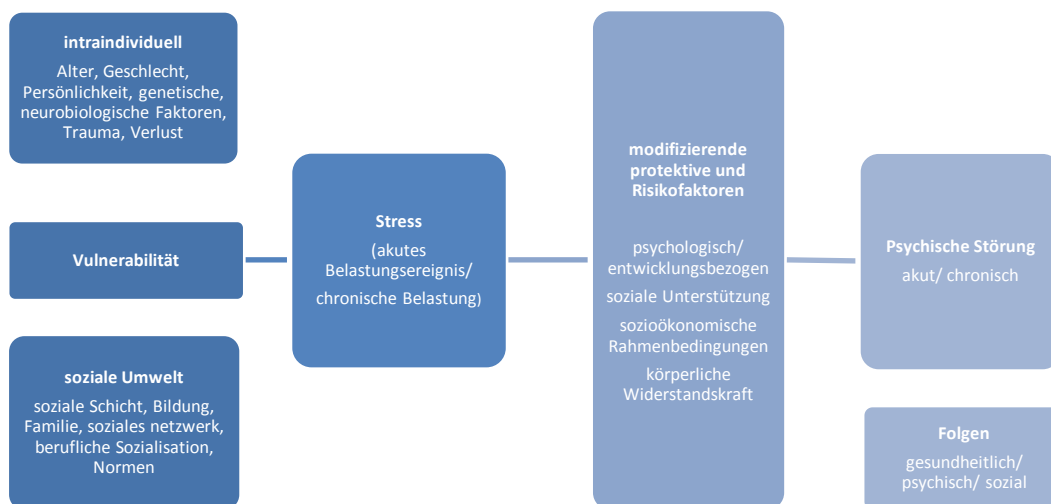 intraindividuell
Alter, Geschlecht,
Persönlichkeit, genetische,
neurobiologische Faktoren,
Trauma, Verlust
Vulnerabilität
soziale Umwelt
soziale Schicht, Bildung,
Familie, soziales netzwerk,
berufliche Sozialisation,
Normen
Stress
(akutes
Belastungsereignis/
chronische Belastung)
modifizierende
protektive und
Risikofaktoren
psychologisch/
entwicklungsbezogen
soziale Unterstützung
sozioökonomische
Rahmenbedingungen
körperliche
Widerstandskraft
Psychische Störung
akut/ chronisch
Folgen
gesundheitlich/
psychisch/ sozial